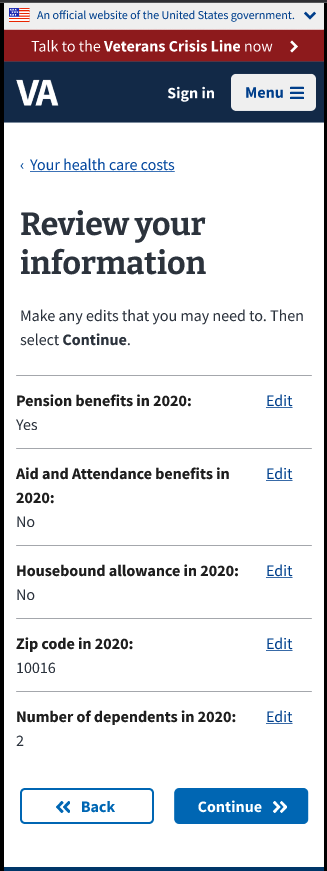 An official website of the United States government.
Talk to the Veterans Crisis Line now
VA
Sign in
Menu
‹ Your health care costs
Review your
information
Make any edits that you may need to. Then
select Continue.
Pension benefits in 2020:
Edit
Yes
Aid and Attendance benefits in
2020:
Edit
No
Housebound allowance in 2020:
Edit
No
Zip code in 2020:
Edit
10016
Number of dependents in 2020:
Edit
2
Back
Continue